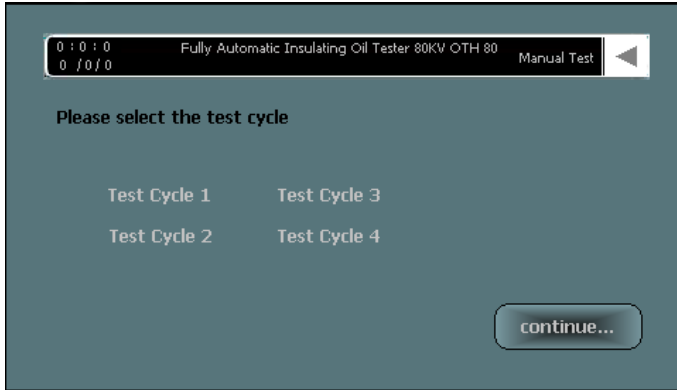 0 : 0 : 0
Fully Automatic Insulating Oil Tester 80KV OTH 80
0 /0/ 0
Manual Test
Please select the test cycle
Test Cycle 1
Test Cycle 3
Test Cycle 2
Test Cycle 4
continue...